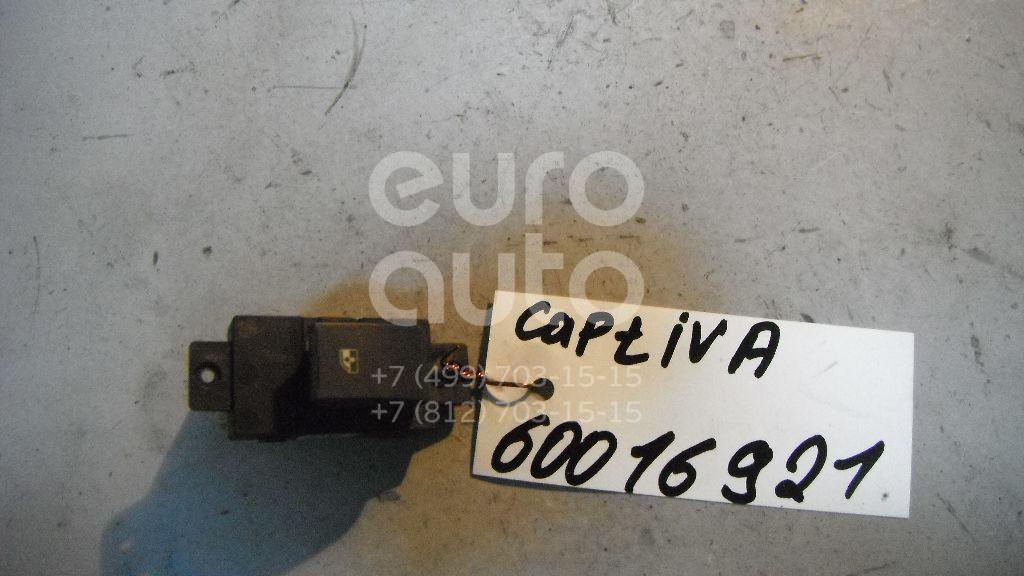 euro
auto
captiVA
+7 (499) 703-15-15
+7 (812) 703-15-15
60016921